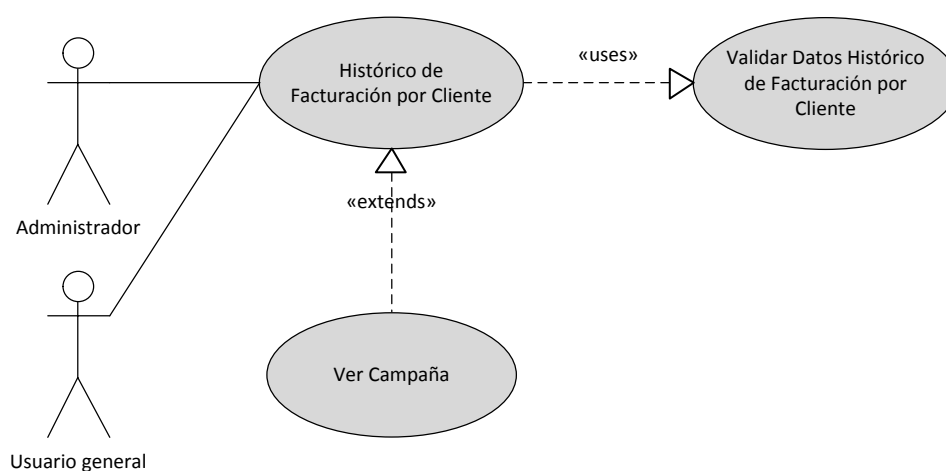 Histórico de
Facturación por Cliente
«uses»
Validar Datos Histórico
de Facturación por
Cliente
«extends»
Administrador
Ver Campaña
Usuario general